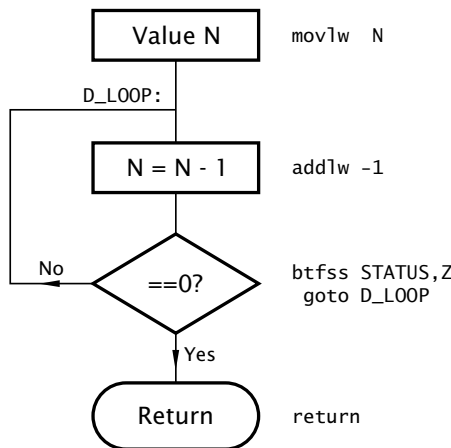 Value N movlw N
D_LOOP:
N = N - 1 addlw -1
No ==0? btfss STATUS,Z
goto D_LOOP
Yes
Return return